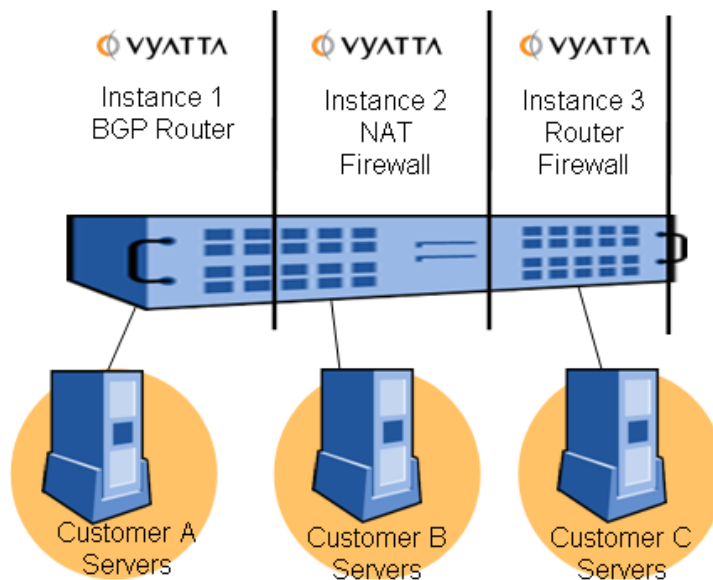 VYATTA
Instance 1
BGP Router
VYATTA
Instance 2
NAT
Firewall
VYATTA
Instance 3
Router
Firewall
Customer A
Servers
Customer B
Servers
Customer C
Servers